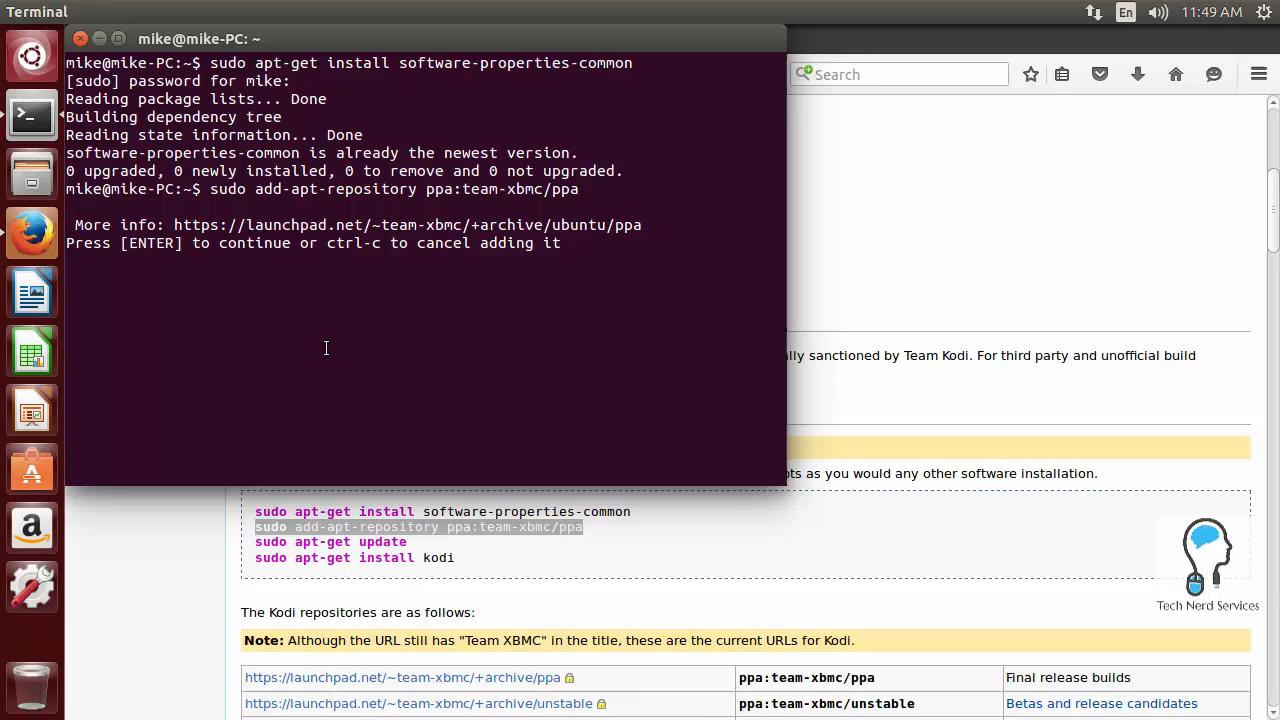 Terminal
En
11:49 AM
mike@mike-PC: ~
mike@mike-PC:~$ sudo apt-get install software-properties-common
[sudo] password for mike:
Reading package lists... Done
Building dependency tree
Reading state information... Done
software-properties-common is already the newest version.
0 upgraded, 0 newly installed, 0 to remove and 0 not upgraded.
mike@mike-PC:~$ sudo add-apt-repository ppa:team-xbmc/ppa
More info: https://launchpad.net/~team-xbmc/+archive/ubuntu/ppa
Press [ENTER] to continue or ctrl-c to cancel adding it
Search
sanctioned by Team Kodi. For third party and unofficial build
as you would any other software installation.
sudo apt-get install software-properties-common
sudo add-apt-repository ppa:team-xbmc/ppa
sudo apt-get update
sudo apt-get install kodi
Tech Nerd Services
The Kodi repositories are as follows:
Note: Although the URL still has "Team XBMC" in the title, these are the current URLs for Kodi.
https://launchpad.net/~team-xbmc/+archive/ppa ppa:team-xbmc/ppa Final release builds
https://launchpad.net/~team-xbmc/+archive/unstable ppa:team-xbmc/unstable Betas and release candidates